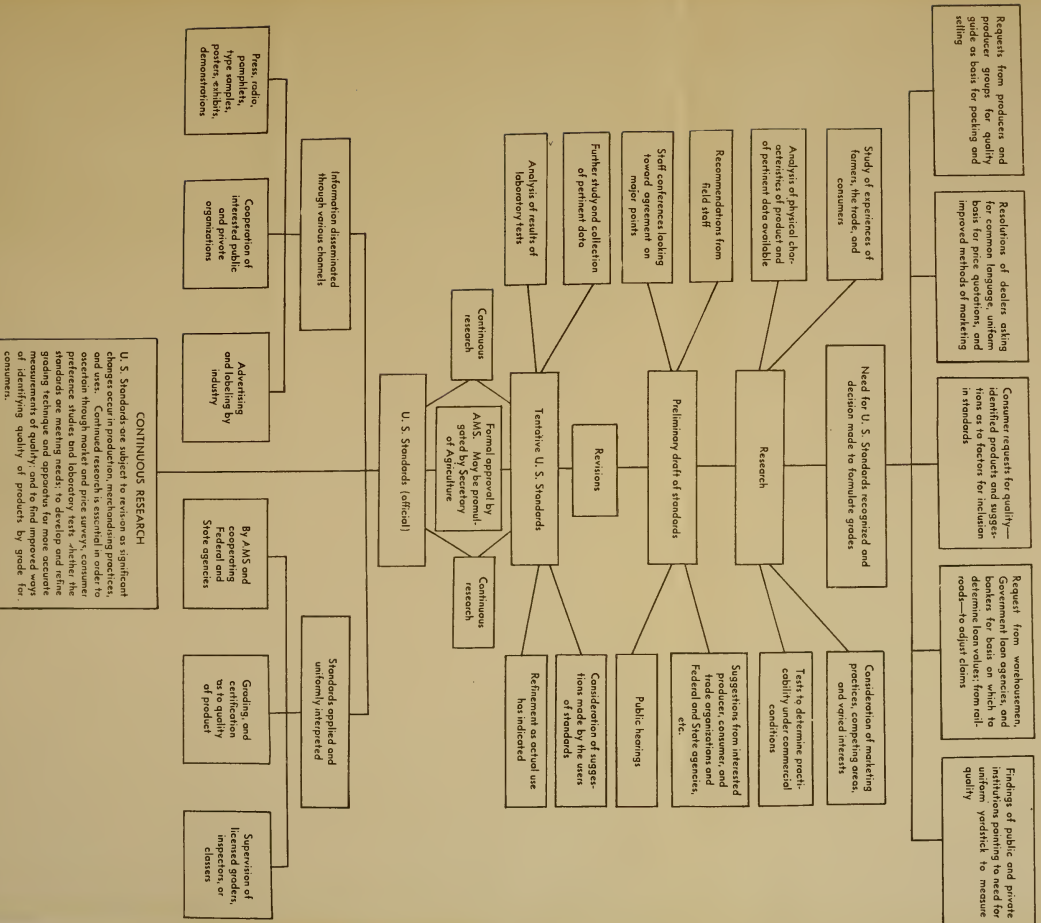 Requests from producers and
producer groups for quality
guide as basis for packing and
selling
Resolutions of dealers asking
for common language, uniform
basis for price quotations, and
improved methods of marketing
Consumer requests for quality—
identified products and sugges-
tions as to factors for inclusion
in standards
Request from warehousemen,
Government loan agencies, and
bankers for basis on which to
determine loan values; from rail-
roads—to adjust claims
Findings of public and private
institutions pointing to need for
uniform yardstick to measure
quality
Need for U. S. Standards recognized and
decision made to formulate grades
Study of experiences of
farmers, the trade, and
consumers
Analysis of physical char-
acteristics of product and
of pertinent data available
Research
Consideration of marketing
practices, competing areas,
and varied interests
Tests to determine practi-
cability under commercial
conditions
Recommendations from
field staff
Staff conferences looking
toward agreement on
major points
Preliminary draft of standards
Suggestions from interested
producer, consumer, and
trade organizations and
Federal and State agencies,
etc.
Public hearings
Revisions
Further study and collection
of pertinent data
Analysis of results of
laboratory tests
Tentative U. S. Standards
Consideration of sugges-
tions made by the users
of standards
Refinement as actual use
has indicated
Continuous
research
Formal approval by
AMS. May be promul-
gated by Secretary
of Agriculture
Continuous
research
U. S. Standards (official)
Information disseminated
through various channels
Standards applied and
uniformly interpreted
Press, radio,
pamphlets,
type samples,
posters, exhibits,
demonstrations
Cooperation of
interested public
and private
organizations
Advertising
and labeling by
industry
By AMS and
cooperating
Federal and
State agencies
Grading, and
certification
as to quality
of product
Supervision of
licensed graders,
inspectors, or
classers
CONTINUOUS RESEARCH
U. S. Standards are subject to revision as significant
changes occur in production, merchandising practices,
and uses. Continued research is essential in order to
ascertain through market and price surveys, consumer
preference studies and laboratory tests whether the
standards are meeting needs; to develop and refine
grading technique and apparatus for more accurate
measurements of quality; and to find improved ways
of identifying quality of products by grade for
consumers.